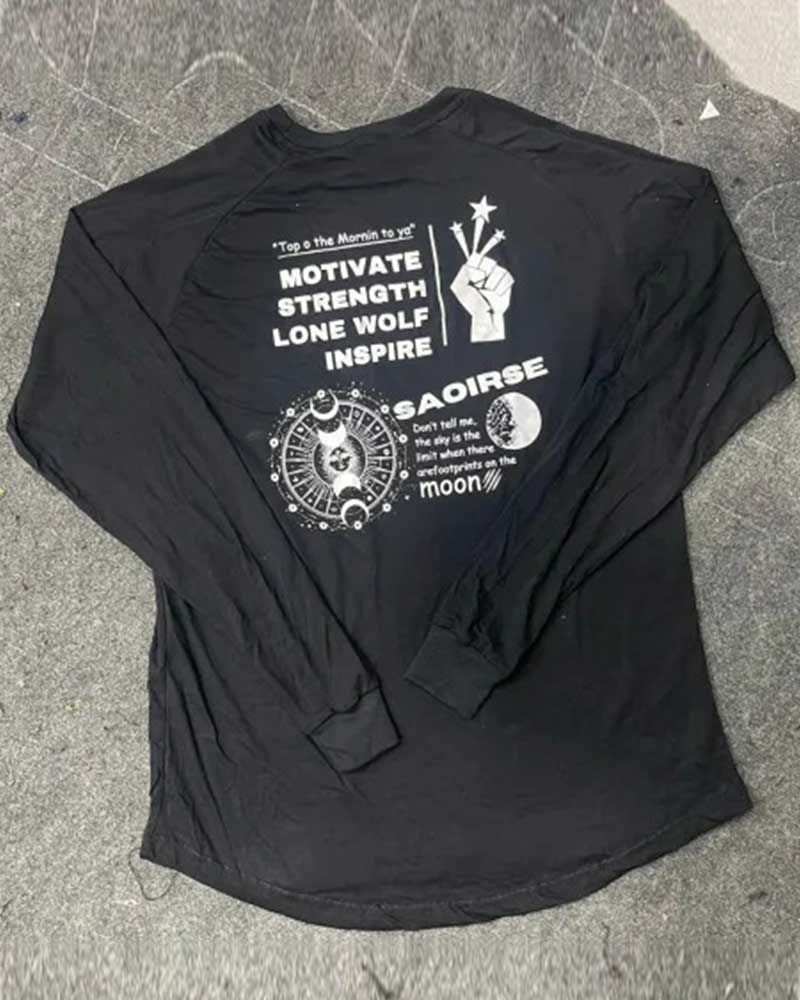 "Top o the Mornin to ya"
MOTIVATE
STRENGTH
LONE WOLF
INSPIRE
SAOIRSE
Don't tell me,
the sky is the
limit when there
arefootprints on the
moon